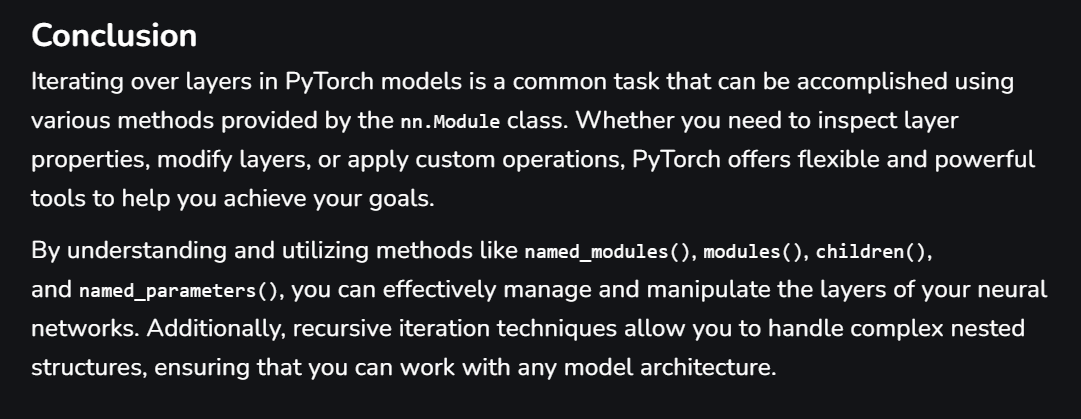 Conclusion
Iterating over layers in PyTorch models is a common task that can be accomplished using
various methods provided by the nn.Module class. Whether you need to inspect layer
properties, modify layers, or apply custom operations, PyTorch offers flexible and powerful
tools to help you achieve your goals.
By understanding and utilizing methods like named_modules(), modules(), children(),
and named_parameters(), you can effectively manage and manipulate the layers of your neural
networks. Additionally, recursive iteration techniques allow you to handle complex nested
structures, ensuring that you can work with any model architecture.